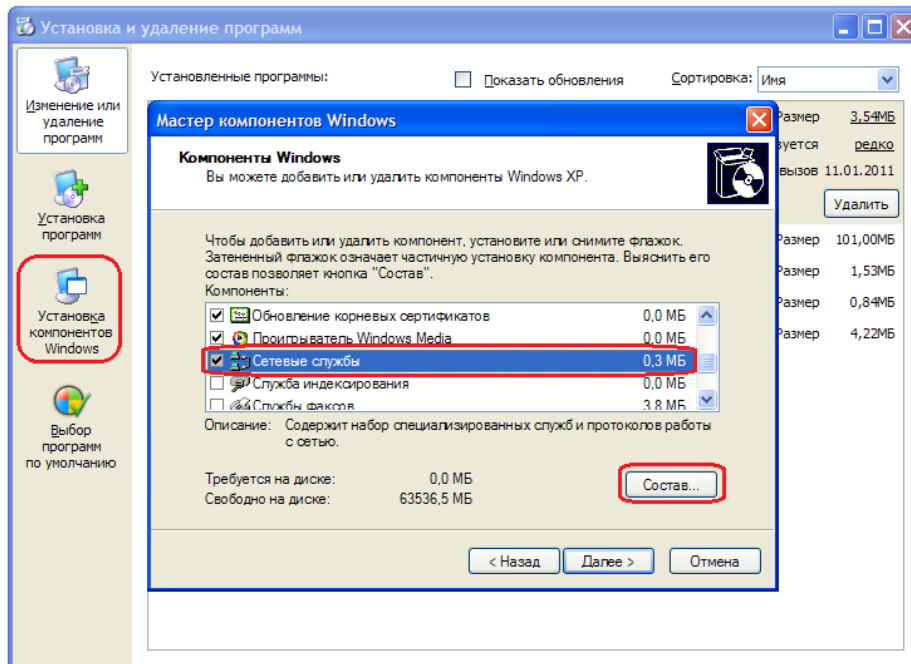 Установка и удаление программ
Изменение или
удаление
программ
Установка
программ
Установка
компонентов
Windows
Выбор
программ
по умолчанию
Установленные программы:
Показать обновления
Сортировка: Имя
Размер 3,54МБ
зуется редко
вызов 11.01.2011
Удалить
Размер 101,00МБ
Размер 1,53МБ
Размер 0,84МБ
Размер 4,22МБ
Мастер компонентов Windows
Компоненты Windows
Вы можете добавить или удалить компоненты Windows XP.
Чтобы добавить или удалить компонент, установите или снимите флажок.
Затененный флажок означает частичную установку компонента. Выяснить его
состав позволяет кнопка "Состав".
Компоненты:
Обновление корневых сертификатов 0,0 МБ
Проигрыватель Windows Media 0,0 МБ
Сетевые службы 0,3 МБ
Служба индексирования 0,0 МБ
Службы факсов 3,8 МБ
Описание: Содержит набор специализированных служб и протоколов работы
с сетью.
Требуется на диске: 0,0 МБ
Свободно на диске: 63536,5 МБ
Состав...
< Назад
Далее >
Отмена